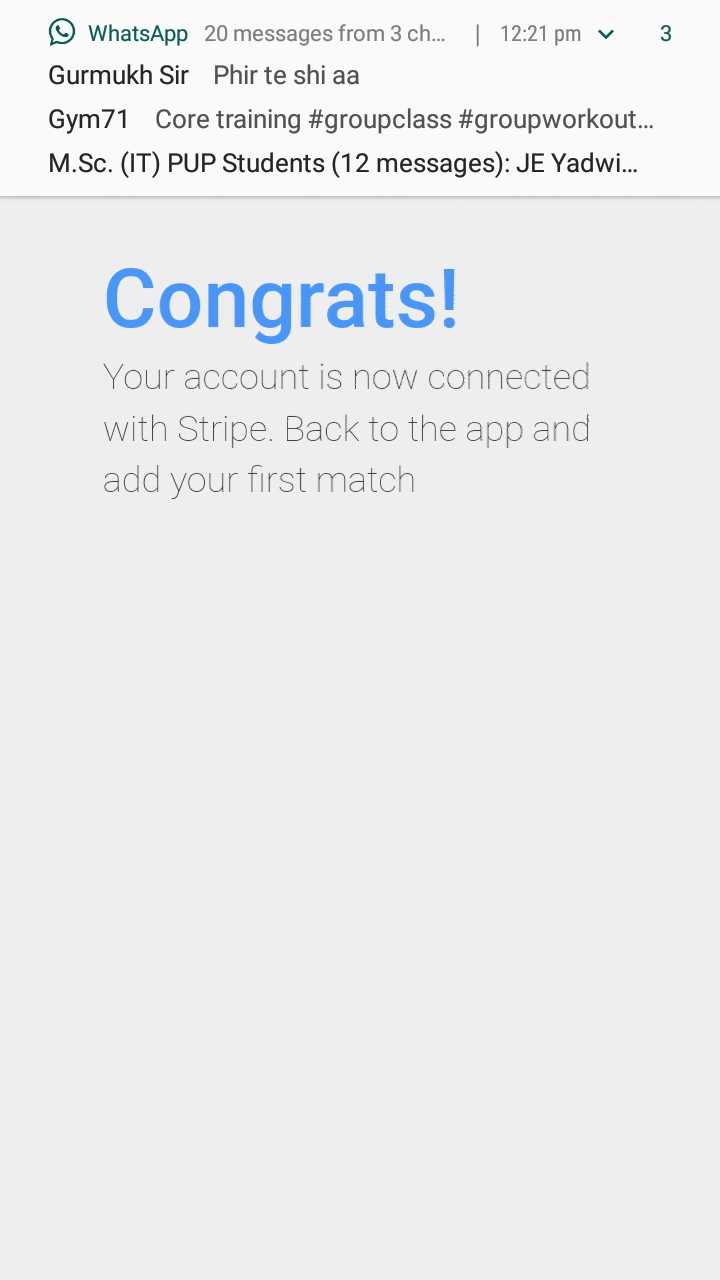 WhatsApp 20 messages from 3 ch... | 12:21 pm 3
Gurmukh Sir Phir te shi aa
Gym71 Core training #groupclass #groupworkout...
M.Sc. (IT) PUP Students (12 messages): JE Yadwi...
Congrats!
Your account is now connected
with Stripe. Back to the app and
add your first match